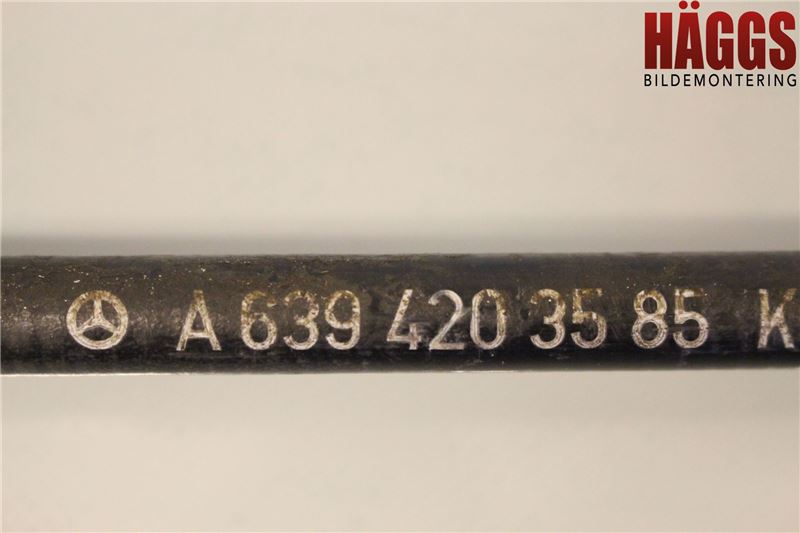 HÄGGS
BILDEMONTERING
A 639 420 35 85 K